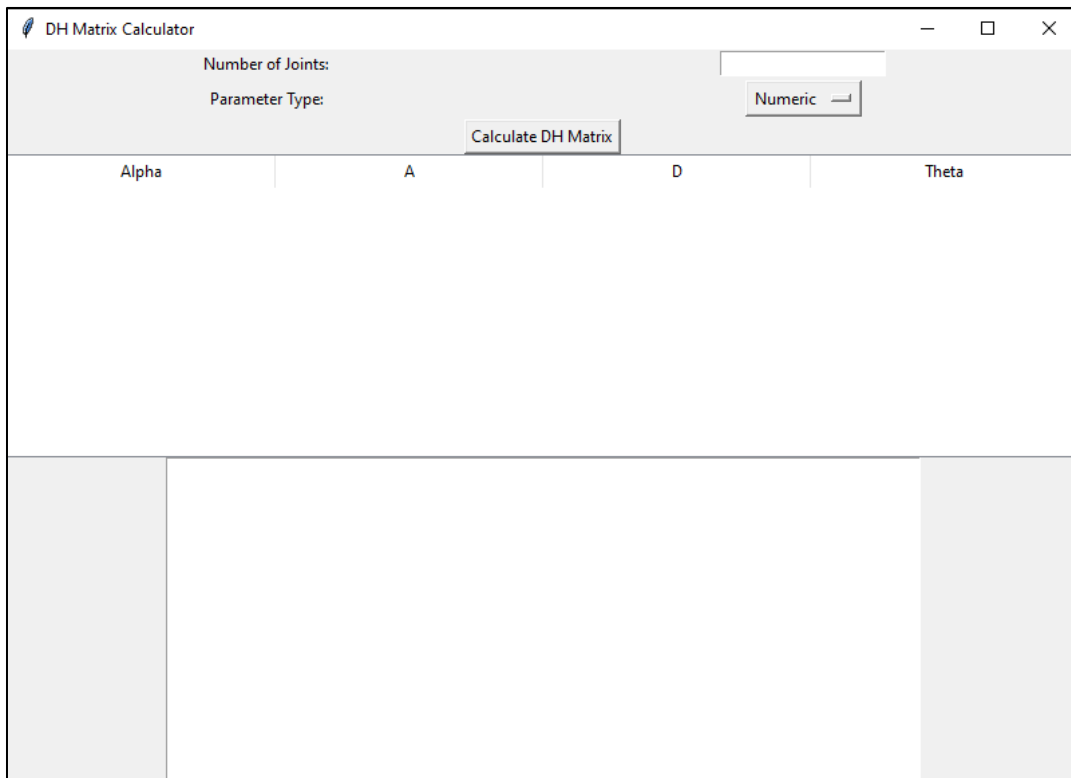 DH Matrix Calculator
Number of Joints:
Parameter Type: Numeric
Calculate DH Matrix
Alpha A D Theta